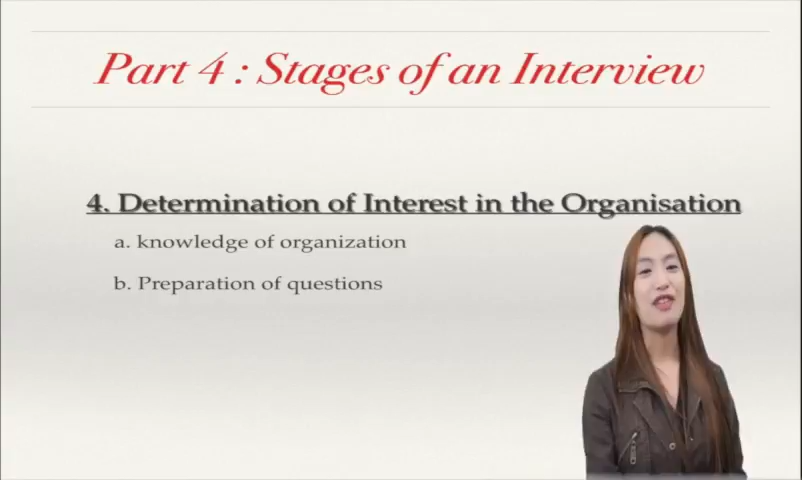 Part 4 : Stages of an Interview
4. Determination of Interest in the Organisation
a. knowledge of organization
b. Preparation of questions